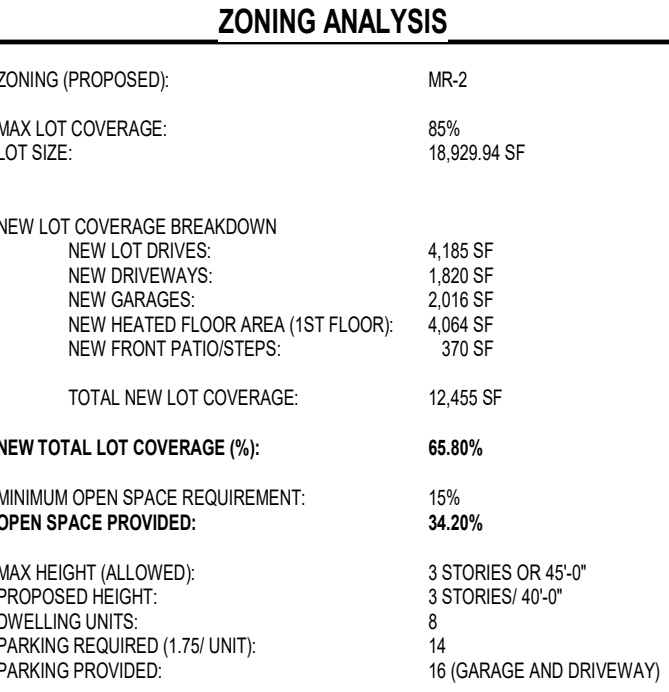 ZONING ANALYSIS
ZONING (PROPOSED): MR-2
MAX LOT COVERAGE: 85%
LOT SIZE: 18,929.94 SF
NEW LOT COVERAGE BREAKDOWN
NEW LOT DRIVES: 4,185 SF
NEW DRIVEWAYS: 1,820 SF
NEW GARAGES: 2,016 SF
NEW HEATED FLOOR AREA (1ST FLOOR): 4,064 SF
NEW FRONT PATIO/STEPS: 370 SF
TOTAL NEW LOT COVERAGE: 12,455 SF
NEW TOTAL LOT COVERAGE (%): 65.80%
MINIMUM OPEN SPACE REQUIREMENT: 15%
OPEN SPACE PROVIDED: 34.20%
MAX HEIGHT (ALLOWED): 3 STORIES OR 45'-0"
PROPOSED HEIGHT: 3 STORIES/ 40'-0"
DWELLING UNITS: 8
PARKING REQUIRED (1.75/ UNIT): 14
PARKING PROVIDED: 16 (GARAGE AND DRIVEWAY)